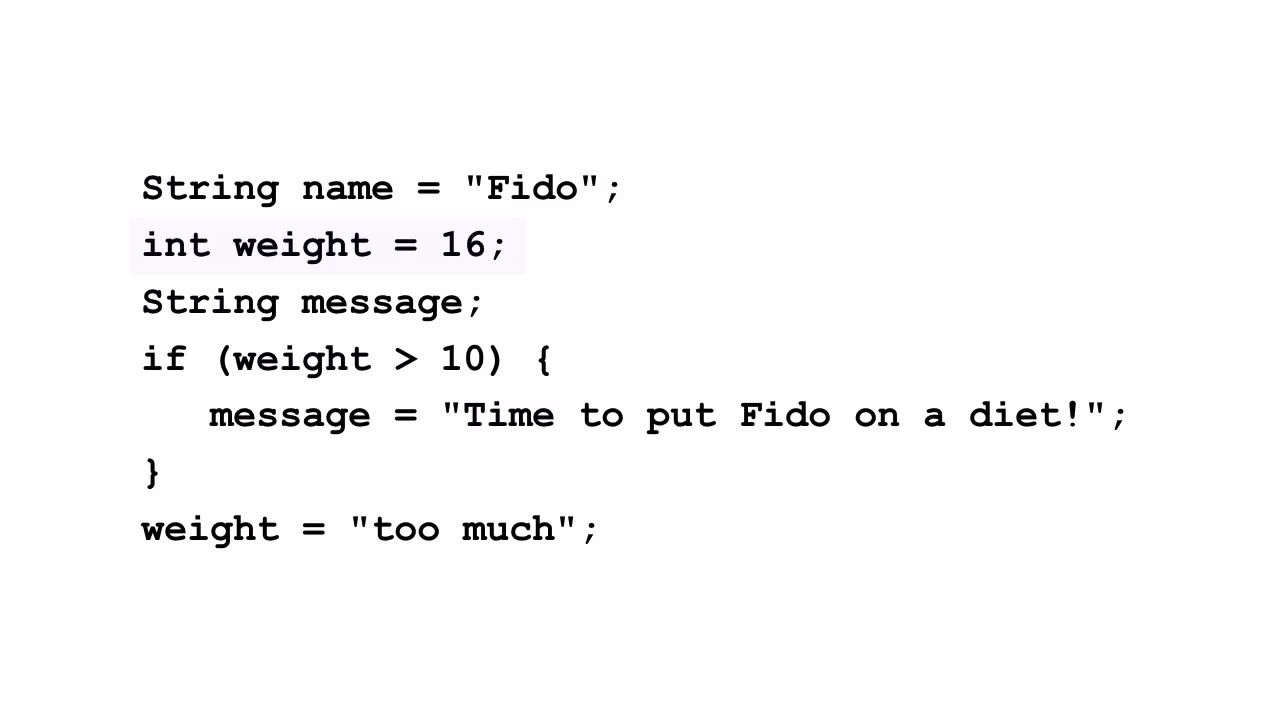 String name = "Fido";
int weight = 16;
String message;
if (weight > 10) {
   message = "Time to put Fido on a diet!";
}
weight = "too much";